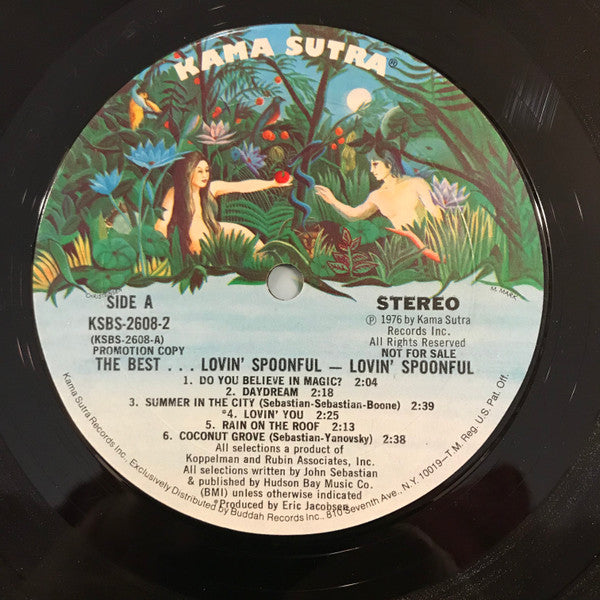 KAMA SUTRA®
CHRISTOPHER
M. MARK
SIDE A
KSBS-2608-2
(KSBS-2608-A)
PROMOTION COPY
STEREO
℗ 1976 by Kama Sutra
Records Inc.
All Rights Reserved
NOT FOR SALE
THE BEST . . . LOVIN' SPOONFUL — LOVIN' SPOONFUL
1. DO YOU BELIEVE IN MAGIC? 2:04
2. DAYDREAM 2:18
3. SUMMER IN THE CITY (Sebastian-Sebastian-Boone) 2:39
*4. LOVIN' YOU 2:25
5. RAIN ON THE ROOF 2:13
6. COCONUT GROVE (Sebastian-Yanovsky) 2:38
All selections a product of
Koppelman and Rubin Associates, Inc.
All selections written by John Sebastian
& published by Hudson Bay Music Co.
(BMI) unless otherwise indicated
*Produced by Eric Jacobsen
Kama Sutra Records Inc., Exclusively Distributed by Buddah Records Inc., 810 Seventh Ave., N.Y. 10019—T.M. Reg. U.S. Pat. Off.